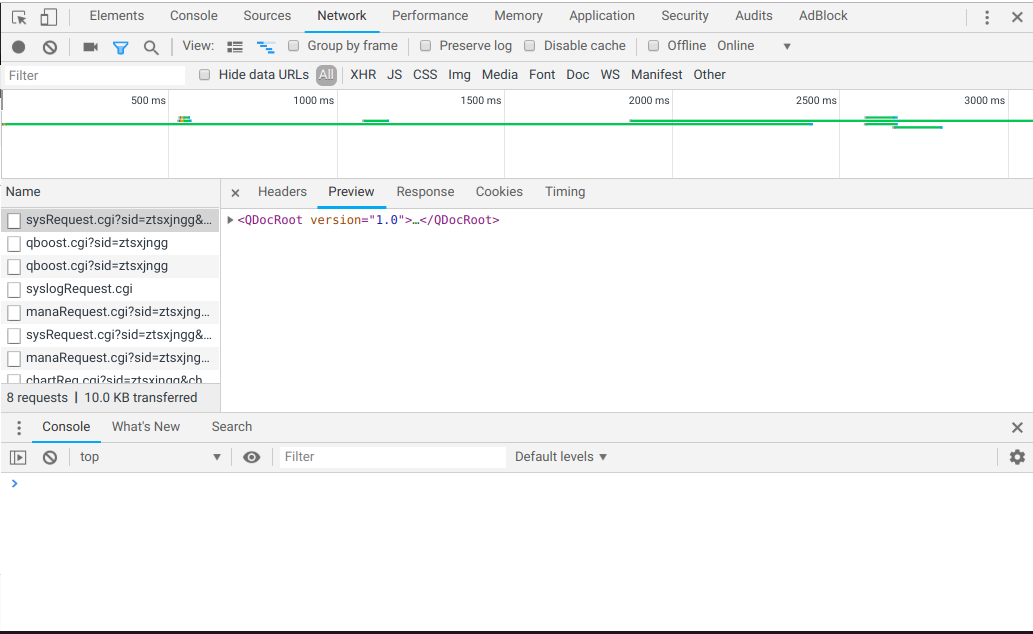 Elements Console Sources Network Performance Memory Application Security Audits AdBlock
View: Group by frame Preserve log Disable cache Offline Online
Filter Hide data URLs All XHR JS CSS Img Media Font Doc WS Manifest Other
500 ms 1000 ms 1500 ms 2000 ms 2500 ms 3000 ms
Name Headers Preview Response Cookies Timing
sysRequest.cgi?sid=ztsxjngg&... <QDocRoot version="1.0">…</QDocRoot>
qboost.cgi?sid=ztsxjngg
qboost.cgi?sid=ztsxjngg
syslogRequest.cgi
manaRequest.cgi?sid=ztsxjng...
sysRequest.cgi?sid=ztsxjngg&...
manaRequest.cgi?sid=ztsxjng...
chartReq.cgi?sid=ztsxjngg&ch
8 requests | 10.0 KB transferred
Console What's New Search
top Filter Default levels